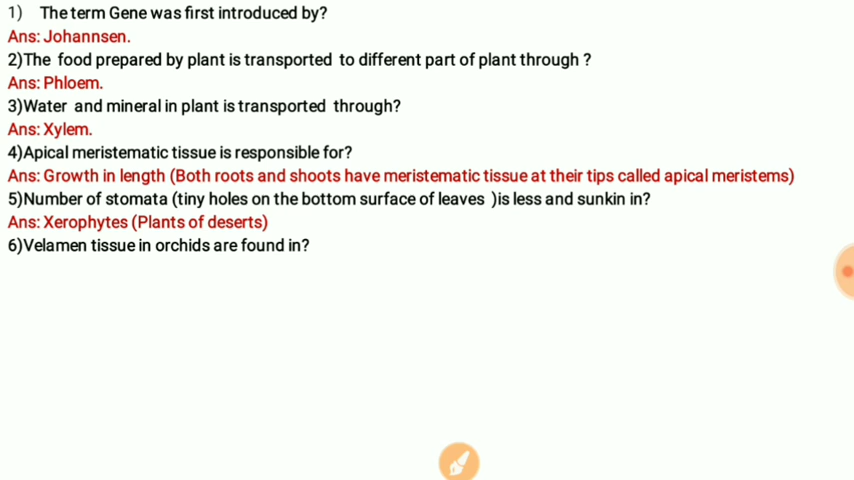 1) The term Gene was first introduced by?
Ans: Johannsen.
2)The food prepared by plant is transported to different part of plant through ?
Ans: Phloem.
3)Water and mineral in plant is transported through?
Ans: Xylem.
4)Apical meristematic tissue is responsible for?
Ans: Growth in length (Both roots and shoots have meristematic tissue at their tips called apical meristems)
5)Number of stomata (tiny holes on the bottom surface of leaves )is less and sunkin in?
Ans: Xerophytes (Plants of deserts)
6)Velamen tissue in orchids are found in?